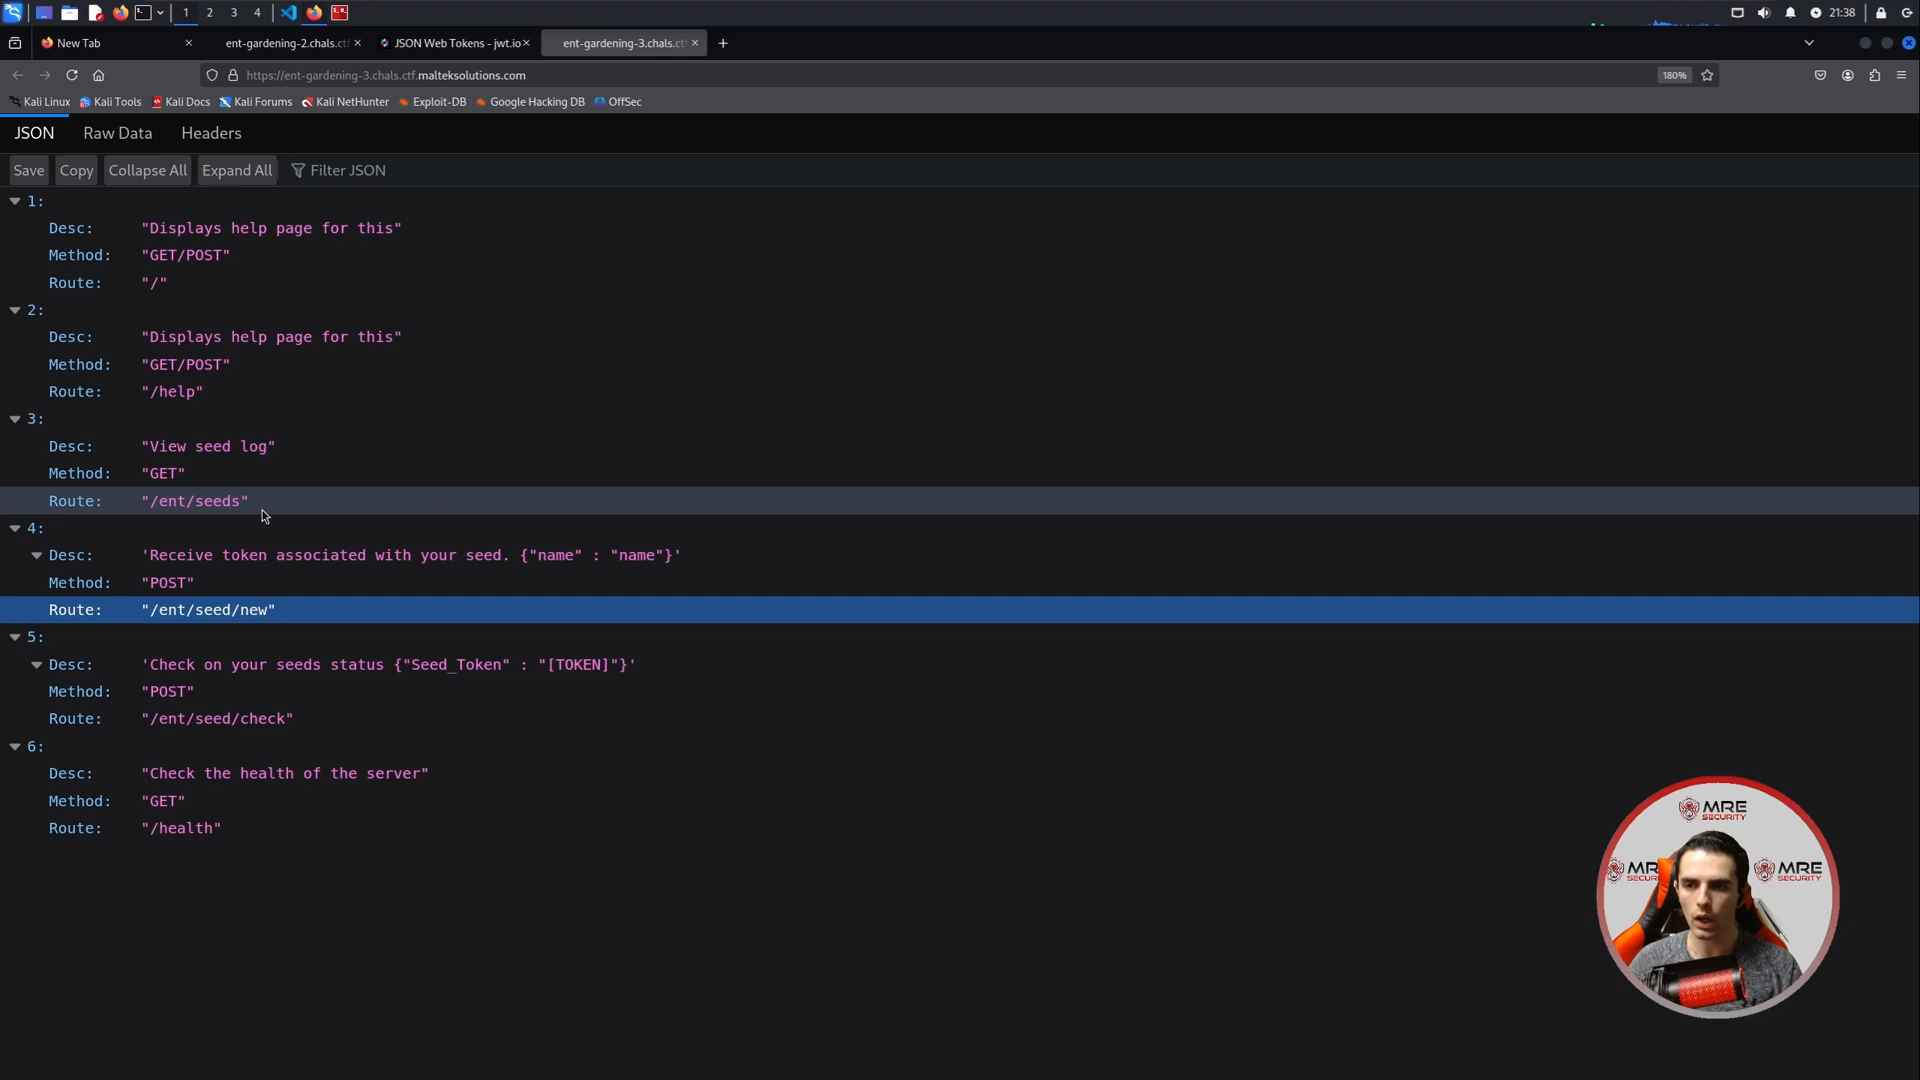 1 2 3 4
21:38
New Tab
ent-gardening-2.chals.ct
JSON Web Tokens - jwt.io
ent-gardening-3.chals.ct
https://ent-gardening-3.chals.ctf.malteksolutions.com
180%
Kali Linux Kali Tools Kali Docs Kali Forums Kali NetHunter Exploit-DB Google Hacking DB OffSec
JSON Raw Data Headers
Save Copy Collapse All Expand All Filter JSON
1:
Desc: "Displays help page for this"
Method: "GET/POST"
Route: "/"
2:
Desc: "Displays help page for this"
Method: "GET/POST"
Route: "/help"
3:
Desc: "View seed log"
Method: "GET"
Route: "/ent/seeds"
4:
Desc: 'Receive token associated with your seed. {"name" : "name"}'
Method: "POST"
Route: "/ent/seed/new"
5:
Desc: 'Check on your seeds status {"Seed_Token" : "[TOKEN]"}'
Method: "POST"
Route: "/ent/seed/check"
6:
Desc: "Check the health of the server"
Method: "GET"
Route: "/health"
MRE
SECURITY
MRE
SECURITY